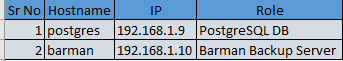 Sr No Hostname IP Role
1 postgres 192.168.1.9 PostgreSQL DB
2 barman 192.168.1.10 Barman Backup Server